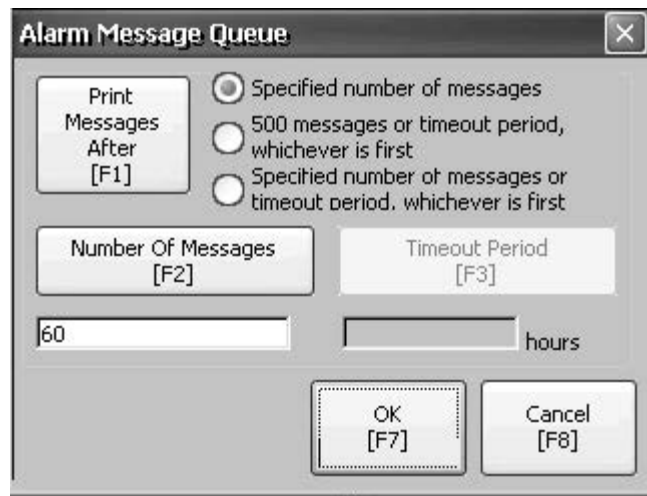 Alarm Message Queue
Print
Messages
After
[F1]
Specified number of messages
500 messages or timeout period,
whichever is first
Specified number of messages or
timeout period, whichever is first
Number Of Messages
[F2]
Timeout Period
[F3]
60
hours
OK
[F7]
Cancel
[F8]